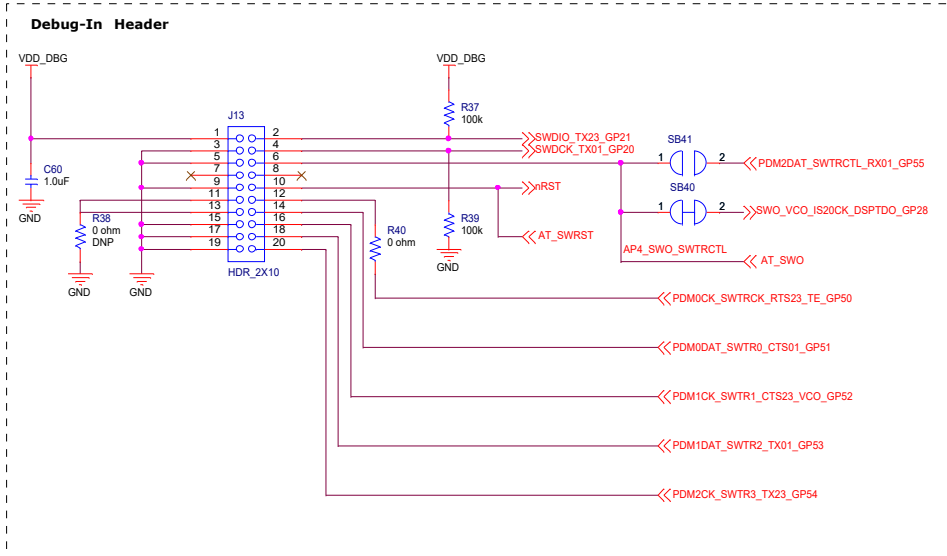 Debug-In Header
VDD_DBG
VDD_DBG
R37
100k
J13
1 2
3 4
5 6
7 8
9 10
11 12
13 14
15 16
17 18
19 20
HDR_2X10
C60
1.0uF
GND
R38
0 ohm
DNP
GND
GND
SWDIO_TX23_GP21
SWDCK_TX01_GP20
nRST
R39
100k
GND
AT_SWRST
R40
0 ohm
SB41
1 2
PDM2DAT_SWTRCTL_RX01_GP55
SB40
1 2
SWO_VCO_IS20CK_DSPTDO_GP28
AP4_SWO_SWTRCTL
AT_SWO
PDM0CK_SWTRCK_RTS23_TE_GP50
PDM0DAT_SWTR0_CTS01_GP51
PDM1CK_SWTR1_CTS23_VCO_GP52
PDM1DAT_SWTR2_TX01_GP53
PDM2CK_SWTR3_TX23_GP54